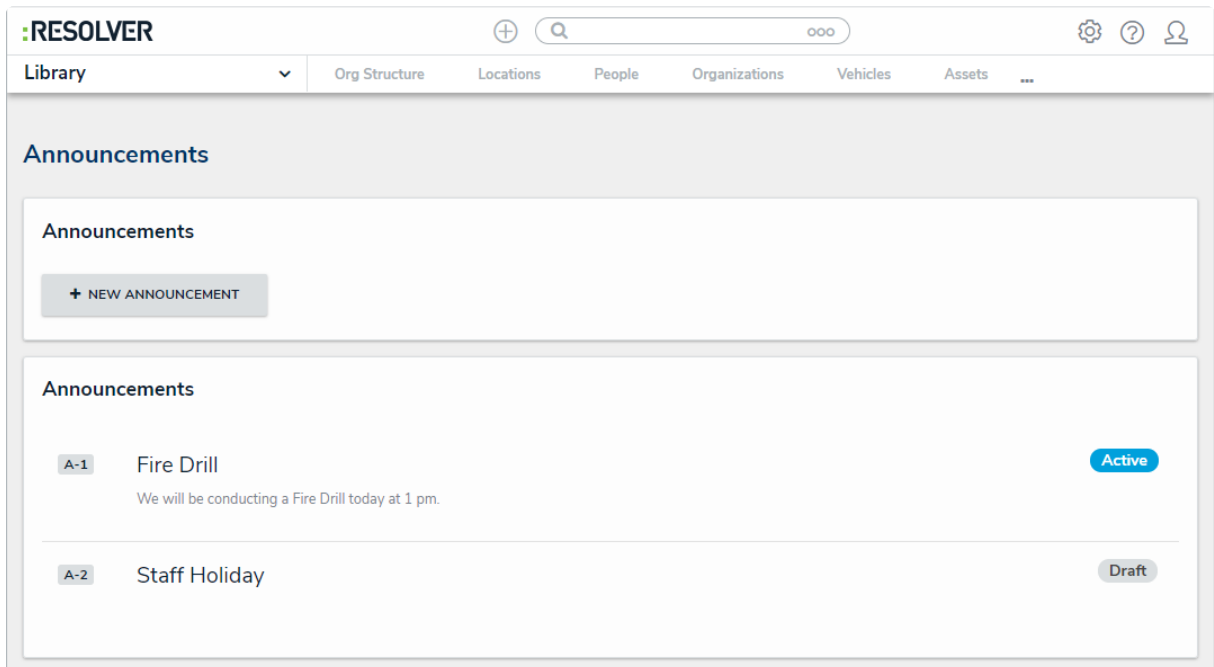 :RESOLVER
ooo
Library Org Structure Locations People Organizations Vehicles Assets ...
Announcements
Announcements
+ NEW ANNOUNCEMENT
Announcements
A-1 Fire Drill Active
We will be conducting a Fire Drill today at 1 pm.
A-2 Staff Holiday Draft